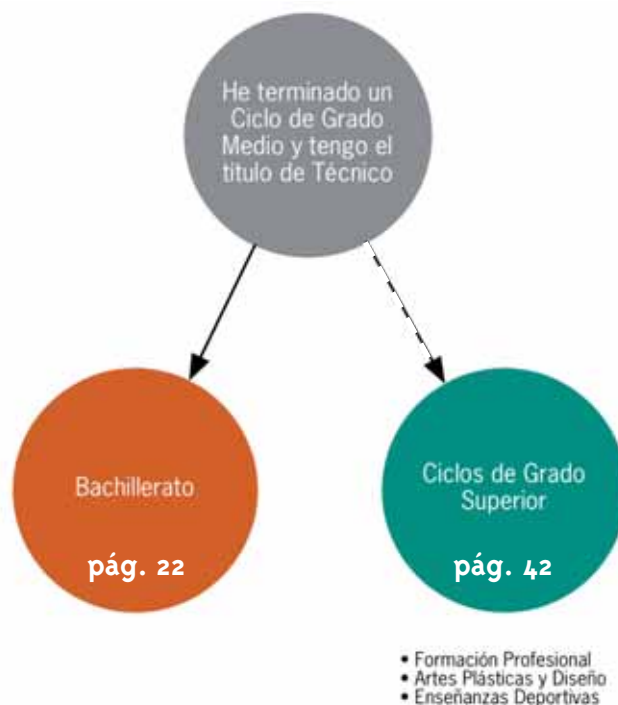 He terminado un
Ciclo de Grado
Medio y tengo el
título de Técnico
Bachillerato
pág. 22
Ciclos de Grado
Superior
pág. 42
• Formación Profesional
• Artes Plásticas y Diseño
• Enseñanzas Deportivas